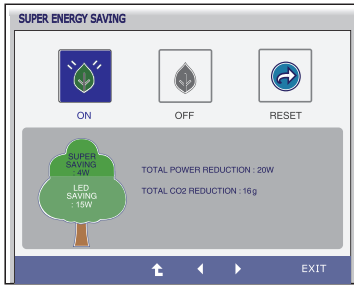 SUPER ENERGY SAVING
ON
OFF
RESET
SUPER
SAVING
: 4W
LED
SAVING
: 15W
TOTAL POWER REDUCTION : 20W
TOTAL CO2 REDUCTION : 16 g
EXIT